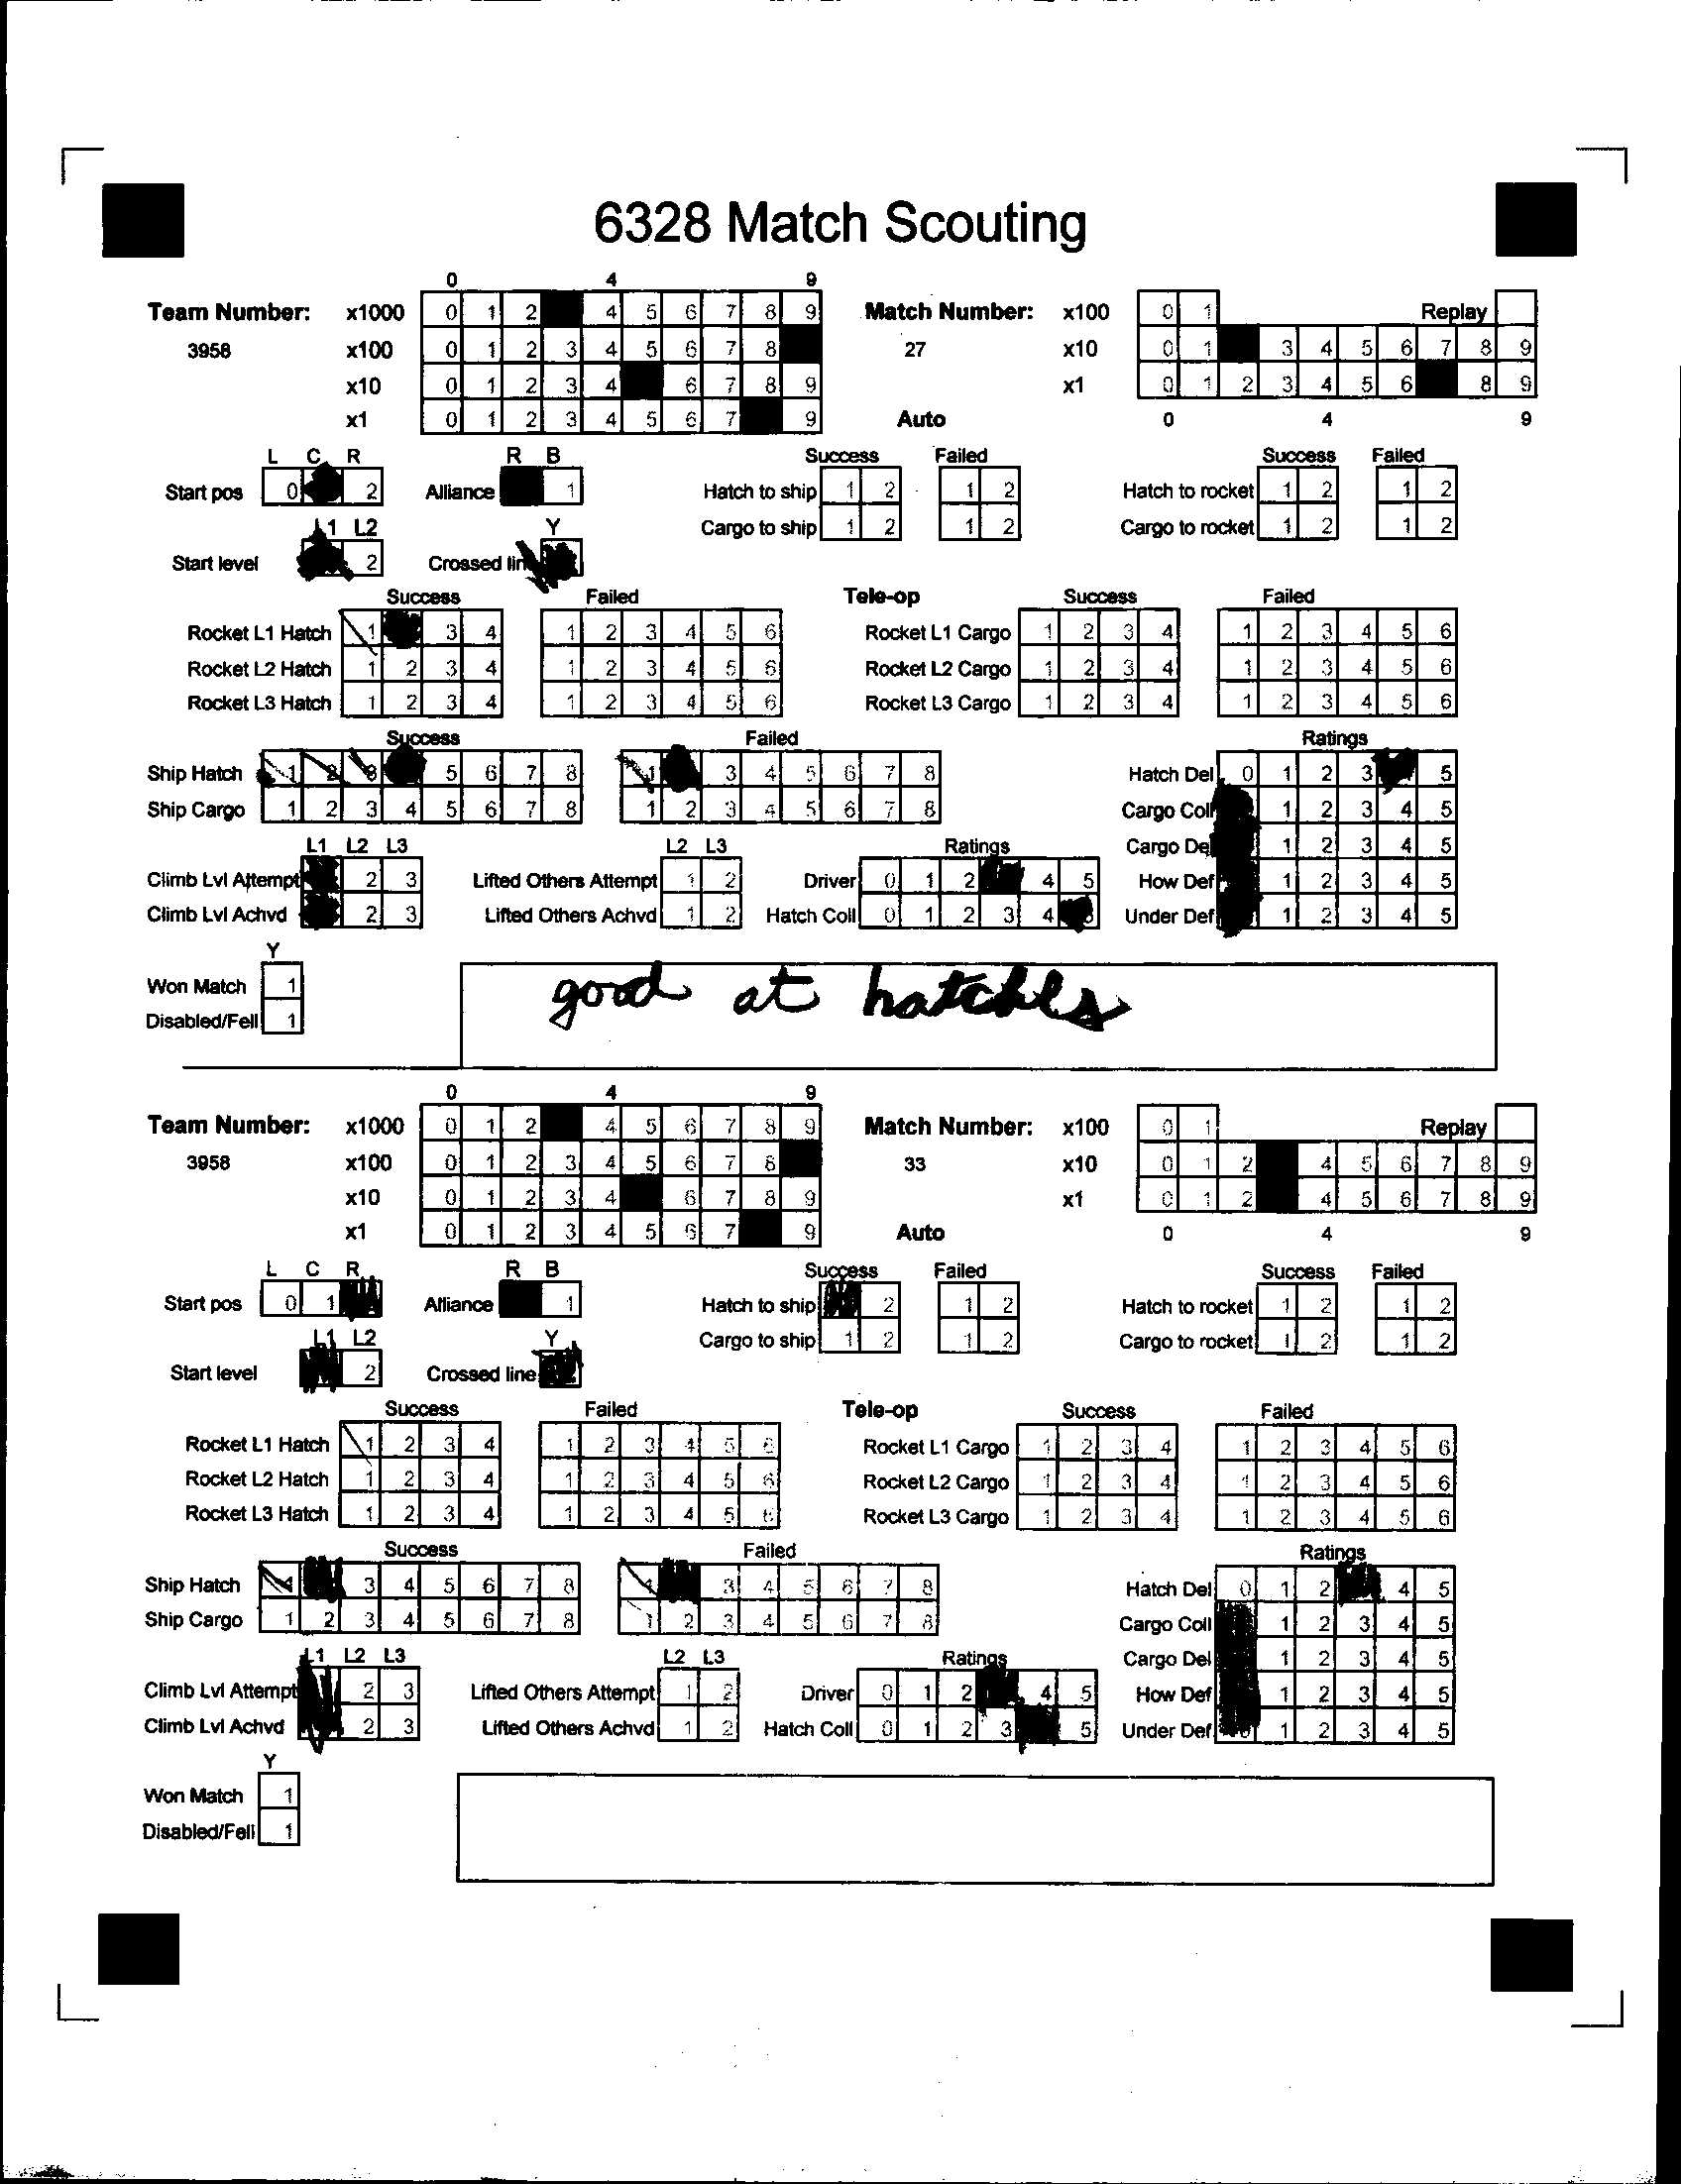 6328 Match Scouting
0 4 9
Team Number: x1000 0 1 2 4 5 6 7 8 9 Match Number: x100 0 1 Replay
3958 x100 0 1 2 3 4 5 6 7 8 27 x10 0 1 3 4 5 6 7 8 9
x10 0 1 2 3 4 6 7 8 9 x1 0 1 2 3 4 5 6 8 9
x1 0 1 2 3 4 5 6 7 9 Auto 0 4 9
L C R R B Success Failed Success Failed
Start pos 0 2 Alliance 1 Hatch to ship 1 2 1 2 Hatch to rocket 1 2 1 2
L1 L2 Y Cargo to ship 1 2 1 2 Cargo to rocket 1 2 1 2
Start level 2 Crossed line
Success Failed Tele-op Success Failed
Rocket L1 Hatch 1 3 4 1 2 3 4 5 6 Rocket L1 Cargo 1 2 3 4 1 2 3 4 5 6
Rocket L2 Hatch 1 2 3 4 1 2 3 4 5 6 Rocket L2 Cargo 1 2 3 4 1 2 3 4 5 6
Rocket L3 Hatch 1 2 3 4 1 2 3 4 5 6 Rocket L3 Cargo 1 2 3 4 1 2 3 4 5 6
Success Failed Ratings
Ship Hatch 1 2 3 5 6 7 8 1 3 4 5 6 7 8 Hatch Del 0 1 2 3 5
Ship Cargo 1 2 3 4 5 6 7 8 1 2 3 4 5 6 7 8 Cargo Coll 1 2 3 4 5
L1 L2 L3 L2 L3 Ratings Cargo Del 1 2 3 4 5
Climb Lvl Attempt 2 3 Lifted Others Attempt 1 2 Driver 0 1 2 4 5 How Def 1 2 3 4 5
Climb Lvl Achvd 2 3 Lifted Others Achvd 1 2 Hatch Coll 0 1 2 3 4 Under Def 1 2 3 4 5
Y
Won Match 1 good at hatches
Disabled/Fell 1
0 4 9
Team Number: x1000 0 1 2 4 5 6 7 8 9 Match Number: x100 0 1 Replay
3958 x100 0 1 2 3 4 5 6 7 8 33 x10 0 1 2 4 5 6 7 8 9
x10 0 1 2 3 4 6 7 8 9 x1 0 1 2 4 5 6 7 8 9
x1 0 1 2 3 4 5 6 7 9 Auto 0 4 9
L C R R B Success Failed Success Failed
Start pos 0 1 Alliance 1 Hatch to ship 2 1 2 Hatch to rocket 1 2 1 2
L1 L2 Y Cargo to ship 1 2 1 2 Cargo to rocket 1 2 1 2
Start level 2 Crossed line
Success Failed Tele-op Success Failed
Rocket L1 Hatch 1 2 3 4 1 2 3 4 5 6 Rocket L1 Cargo 1 2 3 4 1 2 3 4 5 6
Rocket L2 Hatch 1 2 3 4 1 2 3 4 5 6 Rocket L2 Cargo 1 2 3 4 1 2 3 4 5 6
Rocket L3 Hatch 1 2 3 4 1 2 3 4 5 6 Rocket L3 Cargo 1 2 3 4 1 2 3 4 5 6
Success Failed Ratings
Ship Hatch 1 3 4 5 6 7 8 1 3 4 5 6 7 8 Hatch Del 0 1 2 4 5
Ship Cargo 1 2 3 4 5 6 7 8 1 2 3 4 5 6 7 8 Cargo Coll 1 2 3 4 5
L1 L2 L3 L2 L3 Ratings Cargo Del 1 2 3 4 5
Climb Lvl Attempt 2 3 Lifted Others Attempt 1 2 Driver 0 1 2 4 5 How Def 1 2 3 4 5
Climb Lvl Achvd 2 3 Lifted Others Achvd 1 2 Hatch Coll 0 1 2 3 5 Under Def 0 1 2 3 4 5
Y
Won Match 1
Disabled/Fell 1